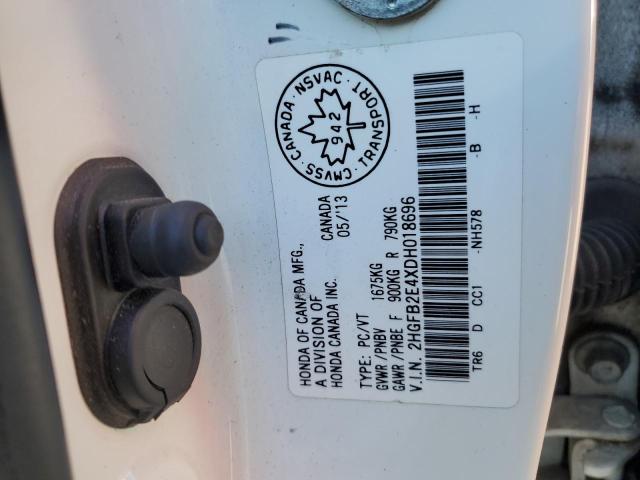 CMVSS · CANADA · NSVAC · TRANSPORT ·
942
HONDA OF CANADA MFG., CANADA
A DIVISION OF 05/'13
HONDA CANADA INC.
TYPE: PC/VT
GVWR/PNBV 1675KG
GAWR/PNBE F 900KG R 790KG
V.I.N. 2HGFB2E4XDH018696
TR6 D CC1 -NH578 -B -H